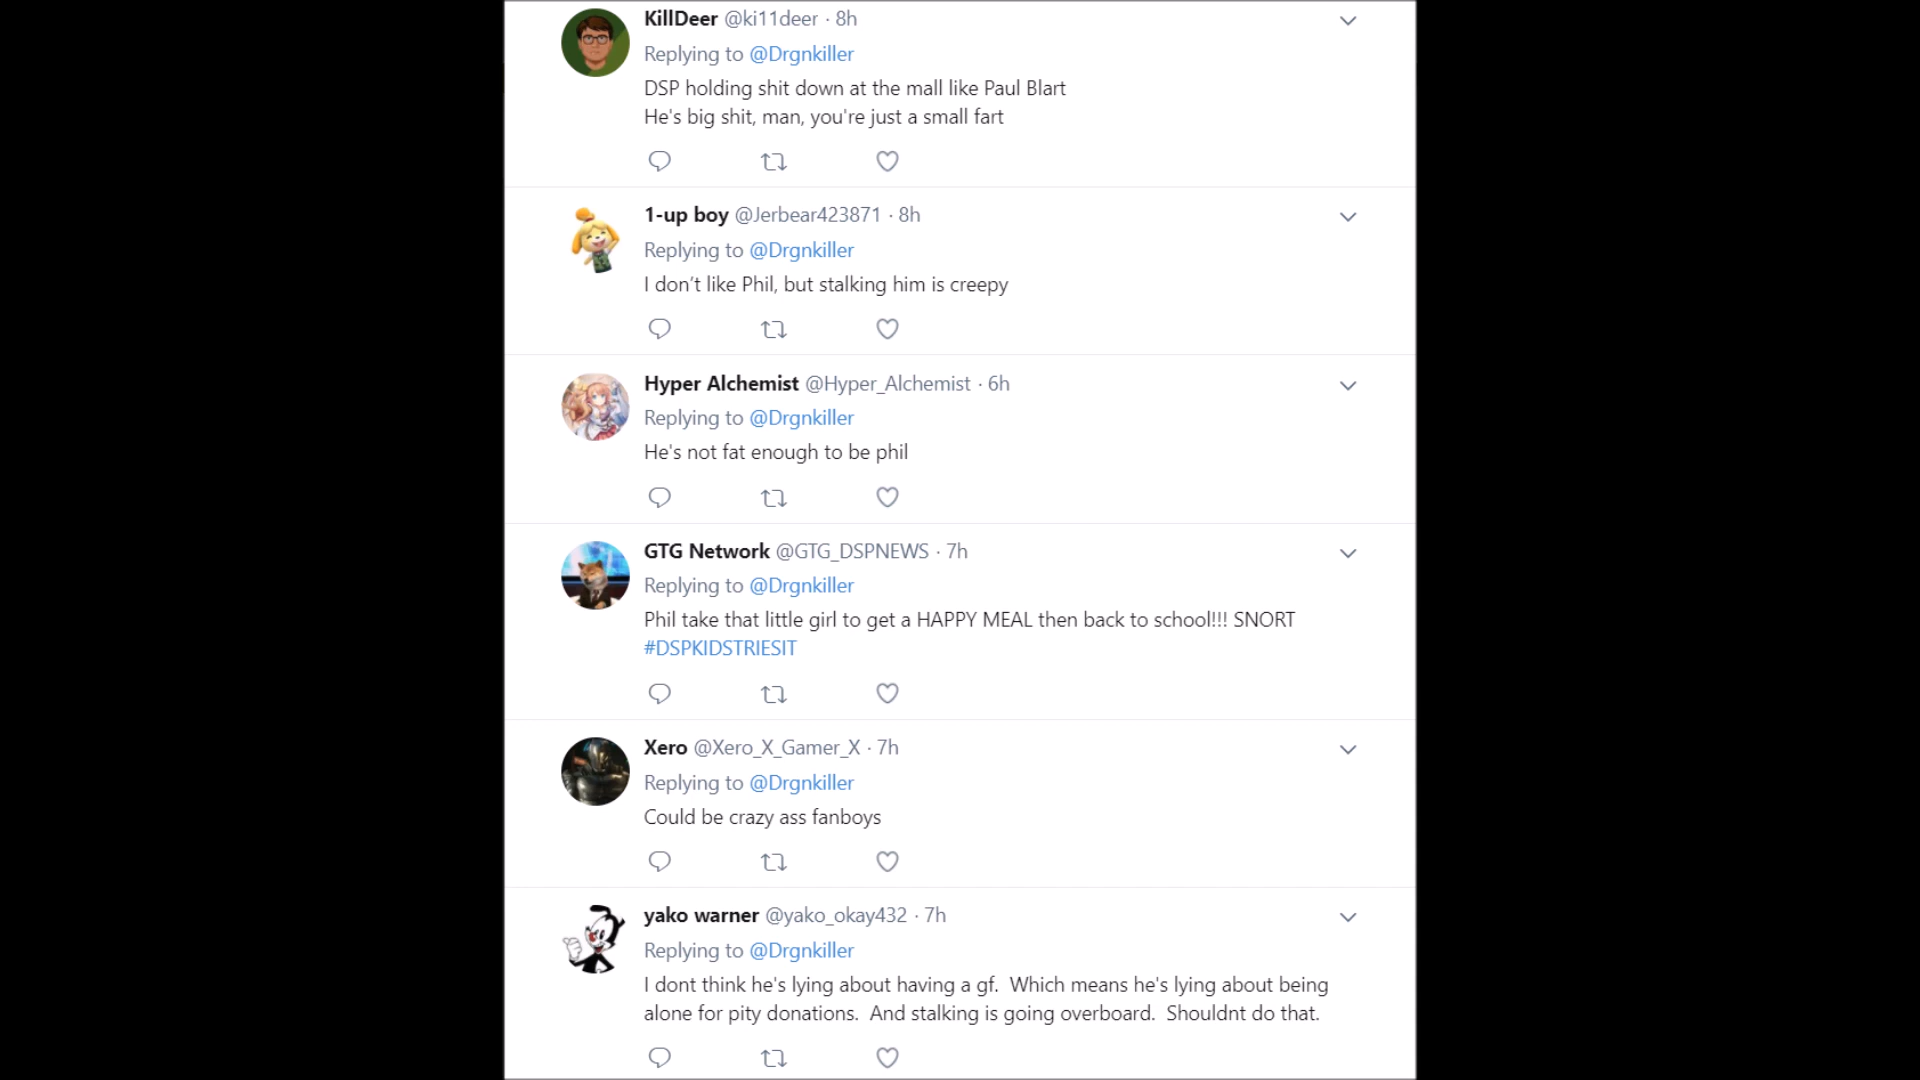 KillDeer @ki11deer · 8h
Replying to @Drgnkiller
DSP holding shit down at the mall like Paul Blart
He's big shit, man, you're just a small fart
1-up boy @Jerbear423871 · 8h
Replying to @Drgnkiller
I don’t like Phil, but stalking him is creepy
Hyper Alchemist @Hyper_Alchemist · 6h
Replying to @Drgnkiller
He's not fat enough to be phil
GTG Network @GTG_DSPNEWS · 7h
Replying to @Drgnkiller
Phil take that little girl to get a HAPPY MEAL then back to school!!! SNORT
#DSPKIDSTRIESIT
Xero @Xero_X_Gamer_X · 7h
Replying to @Drgnkiller
Could be crazy ass fanboys
yako warner @yako_okay432 · 7h
Replying to @Drgnkiller
I dont think he's lying about having a gf.  Which means he's lying about being
alone for pity donations.  And stalking is going overboard.  Shouldnt do that.